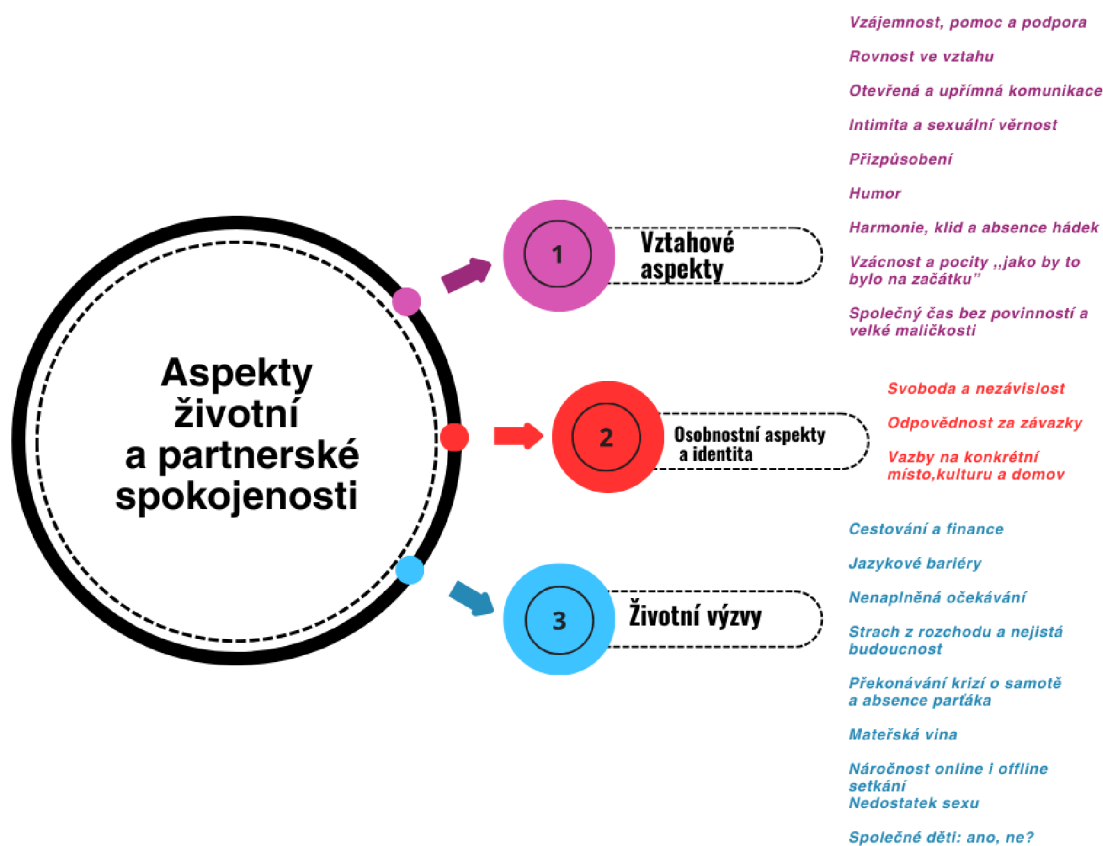 Aspekty
životní
a partnerské
spokojenosti
1
Vztahové
aspekty
Vzájemnost, pomoc a podpora
Rovnost ve vztahu
Otevřená a upřímná komunikace
Intimita a sexuální věrnost
Přizpůsobení
Humor
Harmonie, klid a absence hádek
Vzácnost a pocity ,,jako by to
bylo na začátku”
Společný čas bez povinností a
velké maličkosti
2
Osobnostní aspekty
a identita
Svoboda a nezávislost
Odpovědnost za závazky
Vazby na konkrétní
místo,kulturu a domov
3
Životní výzvy
Cestování a finance
Jazykové bariéry
Nenaplněná očekávání
Strach z rozchodu a nejistá
budoucnost
Překonávání krizí o samotě
a absence parťáka
Mateřská vina
Náročnost online i offline
setkání
Nedostatek sexu
Společné děti: ano, ne?